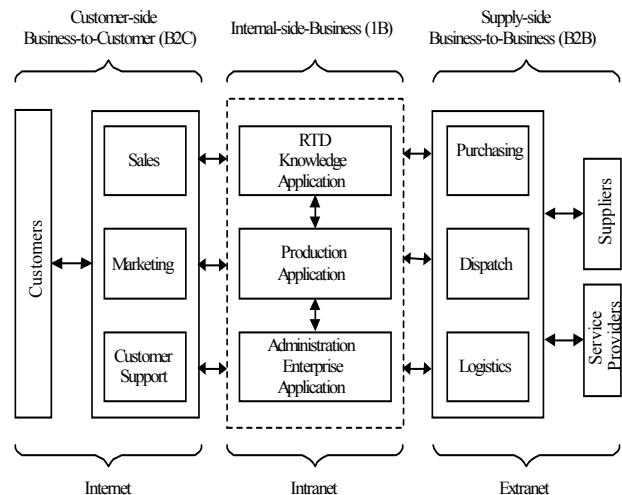 Customer-side
Business-to-Customer (B2C)
Internal-side-Business (1B)
Supply-side
Business-to-Business (B2B)
Customers
Sales
Marketing
Customer
Support
RTD
Knowledge
Application
Production
Application
Administration
Enterprise
Application
Purchasing
Dispatch
Logistics
Suppliers
Service
Providers
Internet
Intranet
Extranet